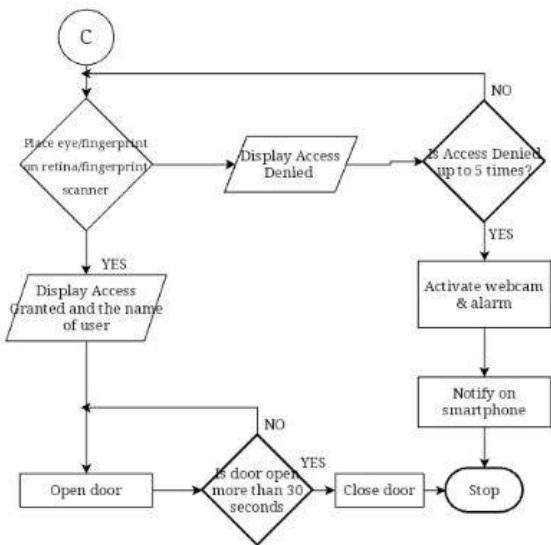 C
NO
Place eye/fingerprint
on retina/fingerprint
scanner
Display Access
Denied
Is Access Denied
up to 5 times?
YES
YES
Display Access
Granted and the name
of user
Activate webcam
& alarm
Notify on
smartphone
NO
Open door
Is door open
more than 30
seconds
YES
Close door
Stop